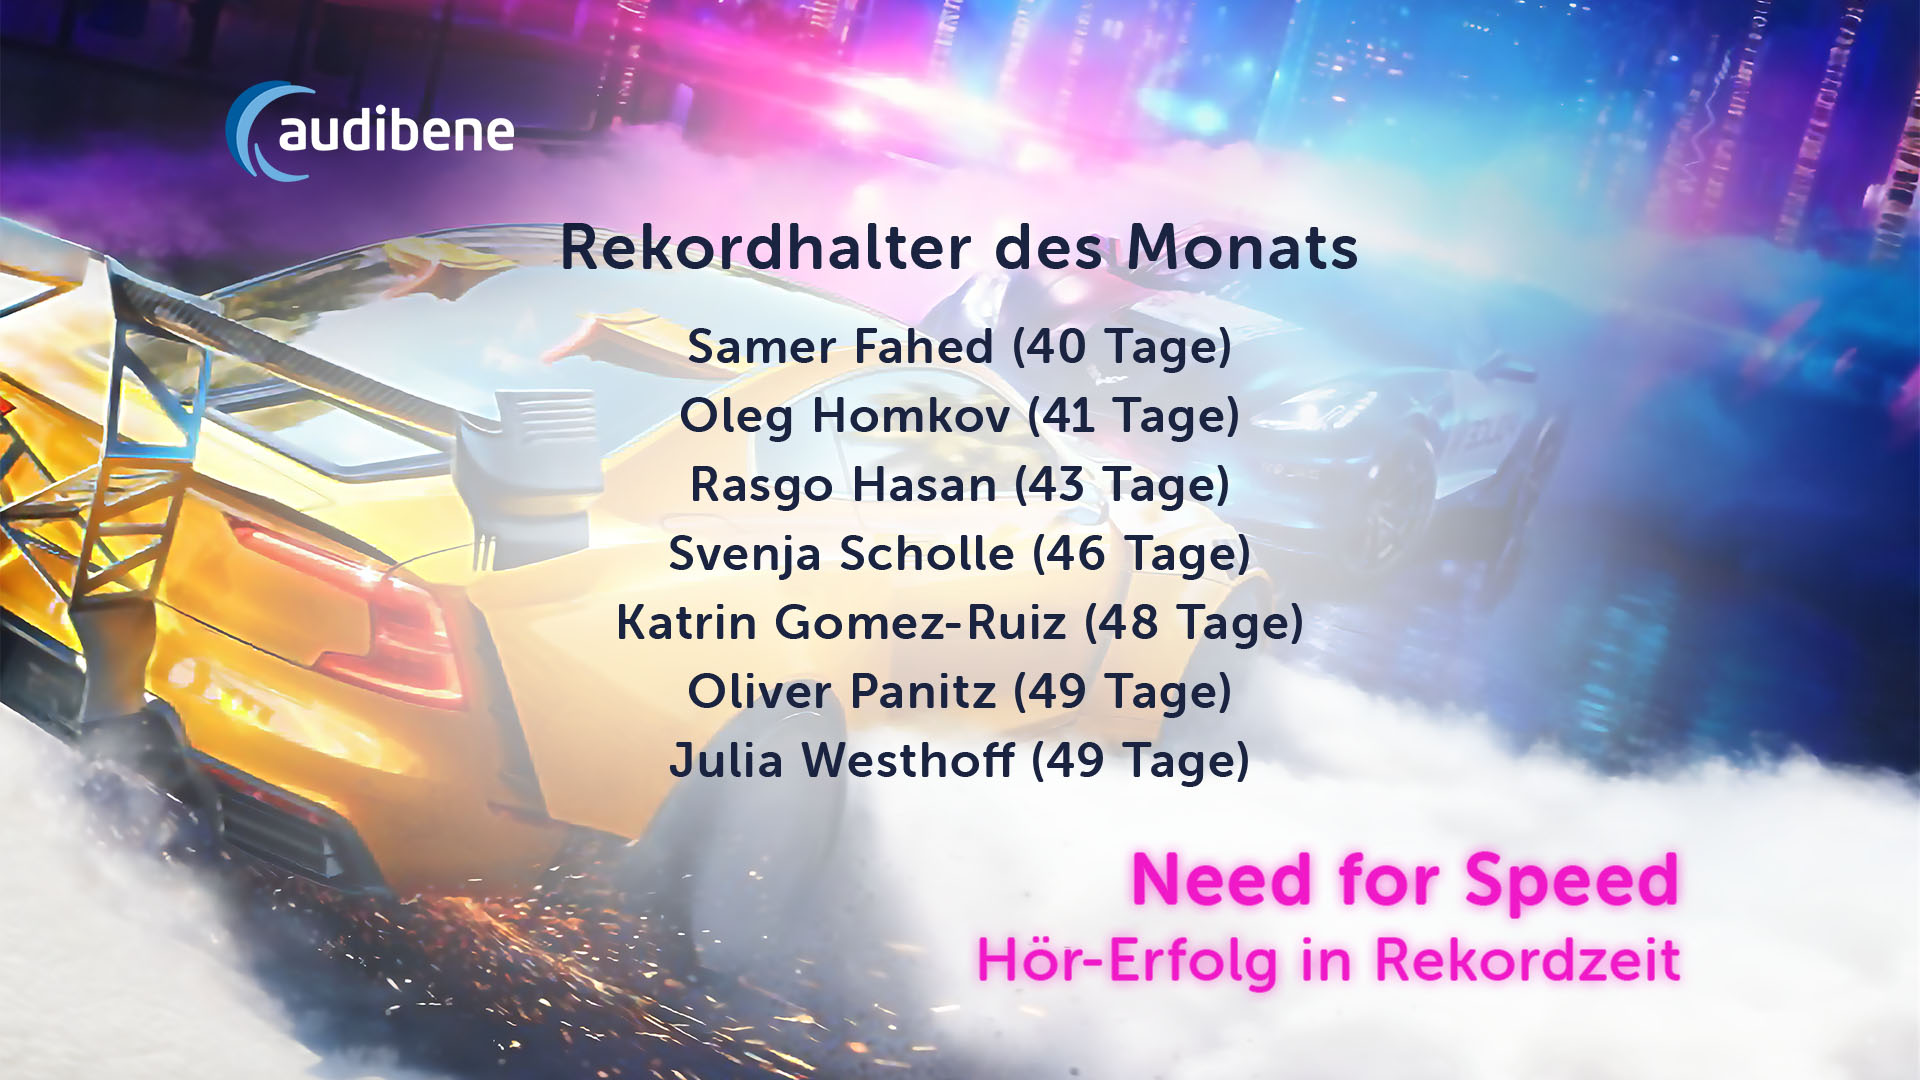 audibene
Rekordhalter des Monats
Samer Fahed (40 Tage)
Oleg Homkov (41 Tage)
Rasgo Hasan (43 Tage)
Svenja Scholle (46 Tage)
Katrin Gomez-Ruiz (48 Tage)
Oliver Panitz (49 Tage)
Julia Westhoff (49 Tage)
Need for Speed
Hör-Erfolg in Rekordzeit